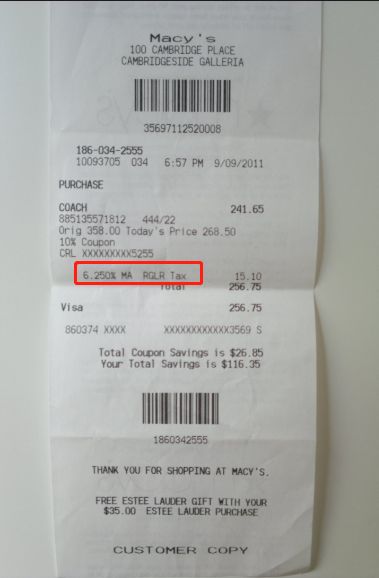 Macy's
100 CAMBRIDGE PLACE
CAMBRIDGESIDE GALLERIA
35697112520008
186-034-2555
10093705 034 6:57 PM 9/09/2011
PURCHASE
COACH 241.65
885135571812 444/22
Orig 358.00 Today's Price 268.50
10% Coupon
CRL XXXXXXXXX5255
6.250% MA RGLR Tax 15.10
Total 256.75
Visa 256.75
860374 XXXX XXXXXXXXXXXX3569 S
Total Coupon Savings is $26.85
Your Total Savings is $116.35
1860342555
THANK YOU FOR SHOPPING AT MACY'S.
FREE ESTEE LAUDER GIFT WITH YOUR
$35.00 ESTEE LAUDER PURCHASE
CUSTOMER COPY